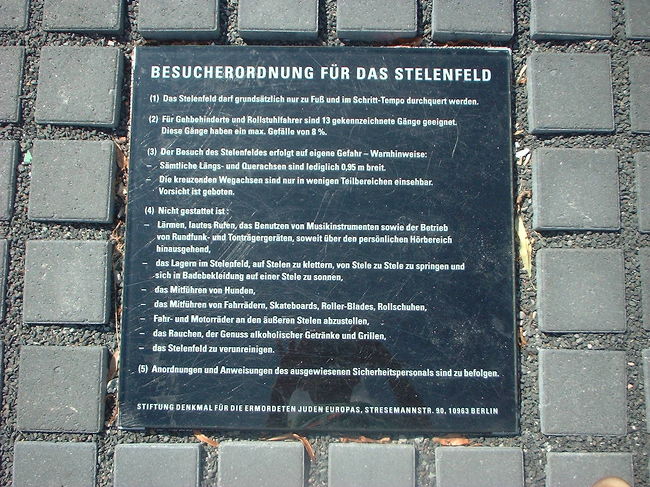 BESUCHERORDNUNG FÜR DAS STELENFELD
(1) Das Stelenfeld darf grundsätzlich nur zu Fuß und im Schritt-Tempo durchquert werden.
(2) Für Gehbehinderte und Rollstuhlfahrer sind 13 gekennzeichnete Gänge geeignet.
Diese Gänge haben ein max. Gefälle von 8 %.
(3) Der Besuch des Stelenfeldes erfolgt auf eigene Gefahr – Warnhinweise:
– Sämtliche Längs- und Querachsen sind lediglich 0,95 m breit.
Die kreuzenden Wegachsen sind nur in wenigen Teilbereichen einsehbar.
Vorsicht ist geboten.
(4) Nicht gestattet ist :
– Lärmen, lautes Rufen, das Benutzen von Musikinstrumenten sowie der Betrieb
von Rundfunk- und Tonträgergeräten, soweit über den persönlichen Hörbereich
hinausgehend,
– das Lagern im Stelenfeld, auf Stelen zu klettern, von Stele zu Stele zu springen und
sich in Badebekleidung auf einer Stele zu sonnen,
– das Mitführen von Hunden,
– das Mitführen von Fahrrädern, Skateboards, Roller-Blades, Rollschuhen,
– Fahr- und Motorräder an den äußeren Stelen abzustellen,
– das Rauchen, der Genuss alkoholischer Getränke und Grillen,
– das Stelenfeld zu verunreinigen.
(5) Anordnungen und Anweisungen des ausgewiesenen Sicherheitspersonals sind zu befolgen.
STIFTUNG DENKMAL FÜR DIE ERMORDETEN JUDEN EUROPAS, STRESEMANNSTR. 90, 10963 BERLIN